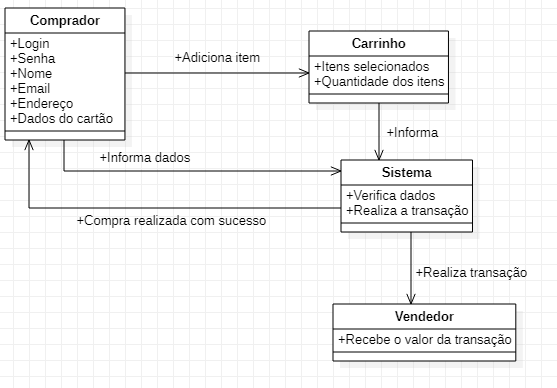 Comprador
+Login
+Senha
+Nome
+Email
+Endereço
+Dados do cartão
+Adiciona item
Carrinho
+Itens selecionados
+Quantidade dos itens
+Informa
+Informa dados
Sistema
+Verifica dados
+Realiza a transação
+Compra realizada com sucesso
+Realiza transação
Vendedor
+Recebe o valor da transação